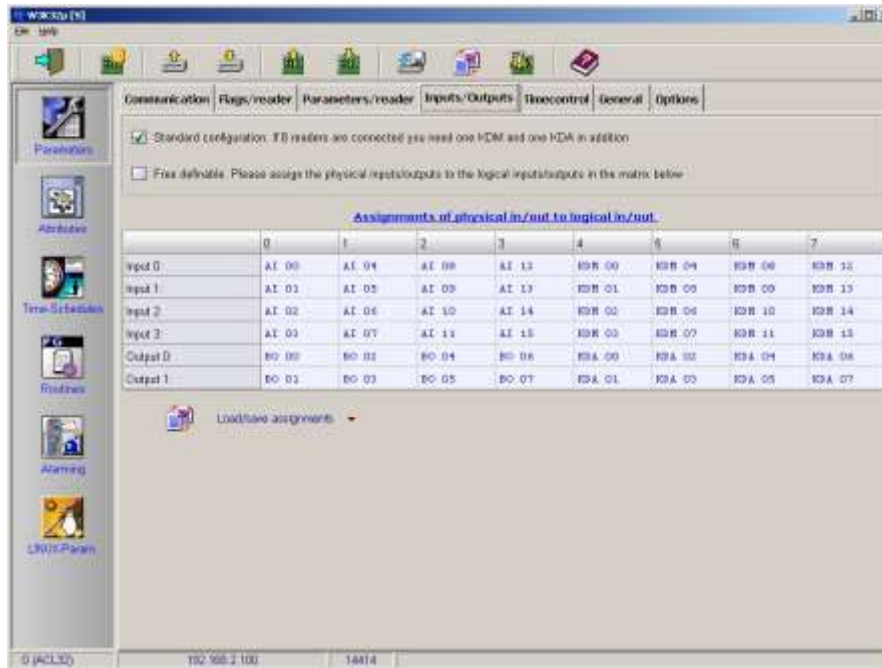 File Help
Communication Flags/reader Parameters/reader Inputs/Outputs Timecontrol General Options
Parameters
Standard configuration. If 8 readers are connected you need one KDM and one KDA in addition
Free definable. Please assign the physical inputs/outputs to the logical inputs/outputs in the matrix below
Attributes
Assignments of physical in/out to logical in/out.
0 1 2 3 4 5 6 7
Input 0 AI 00 AI 04 AI 08 AI 12 KDM 00 KDM 04 KDM 08 KDM 12
Input 1 AI 01 AI 05 AI 09 AI 13 KDM 01 KDM 05 KDM 09 KDM 13
Input 2 AI 02 AI 06 AI 10 AI 14 KDM 02 KDM 06 KDM 10 KDM 14
Input 3 AI 03 AI 07 AI 11 AI 15 KDM 03 KDM 07 KDM 11 KDM 15
Output 0 BO 00 BO 02 BO 04 BO 06 KDA 00 KDA 02 KDA 04 KDA 06
Output 1 BO 01 BO 03 BO 05 BO 07 KDA 01 KDA 03 KDA 05 KDA 07
Time-Schedules
Routines
Load/save assignments
Alarming
LINUX-Param
0 (ACL32) 192.168.2.100 14414